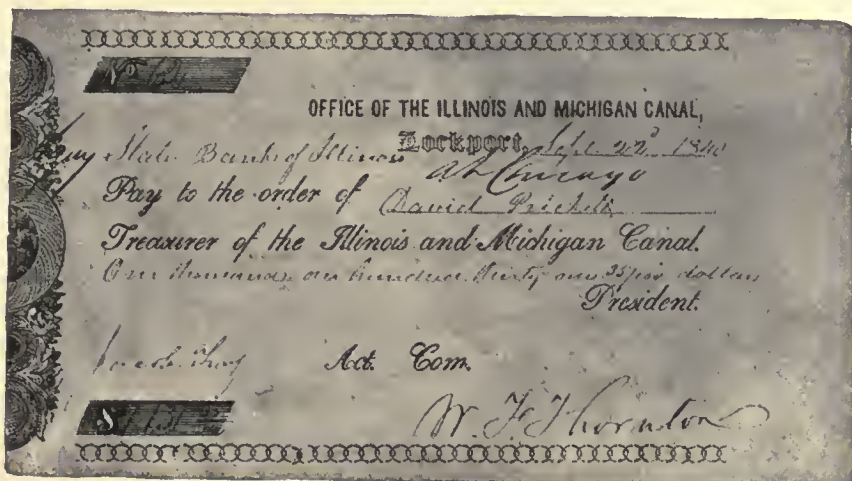 No.
OFFICE OF THE ILLINOIS AND MICHIGAN CANAL,
Lockport, Sept. 22d 1840
State Bank of Illinois at Chicago
Pay to the order of David Prickett
Treasurer of the Illinois and Michigan Canal.
One thousand one hundred thirty one 35/100 dollars
President.
Jacob Fry Act. Com.
$
W. F. Thornton